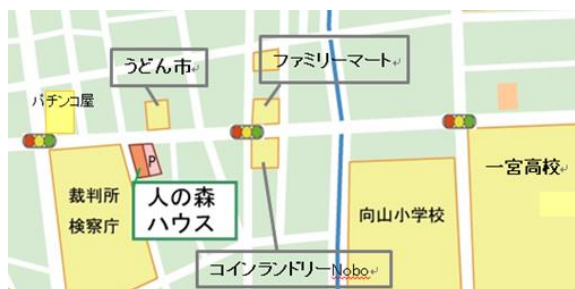 うどん市
ファミリーマート
パチンコ屋
P
一宮高校
裁判所
検察庁
人の森
ハウス
向山小学校
コインランドリーNobo